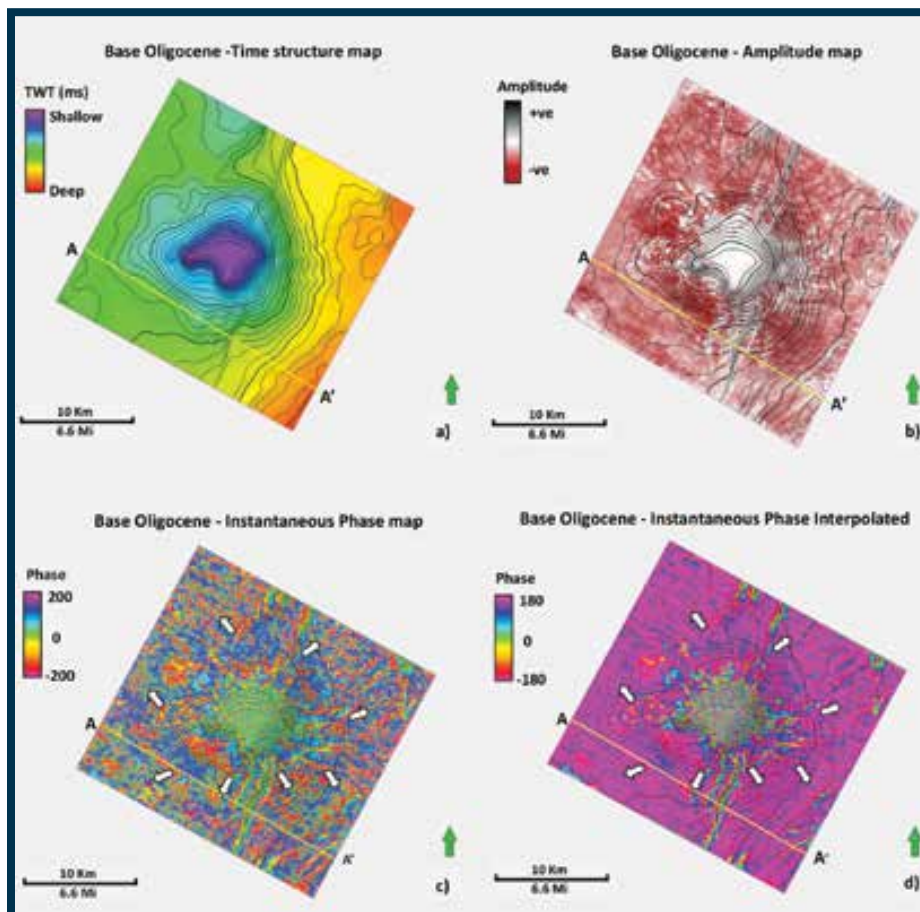 Base Oligocene -Time structure map
TWT (ms)
Shallow
Deep
A
A'
10 Km
6.6 Mi
a)
Base Oligocene - Amplitude map
Amplitude
+ve
-ve
A
A'
10 Km
6.6 Mi
b)
Base Oligocene - Instantaneous Phase map
Phase
200
0
-200
A
A'
10 Km
6.6 Mi
c)
Base Oligocene - Instantaneous Phase Interpolated
Phase
180
0
-180
A
A'
10 Km
6.6 Mi
d)